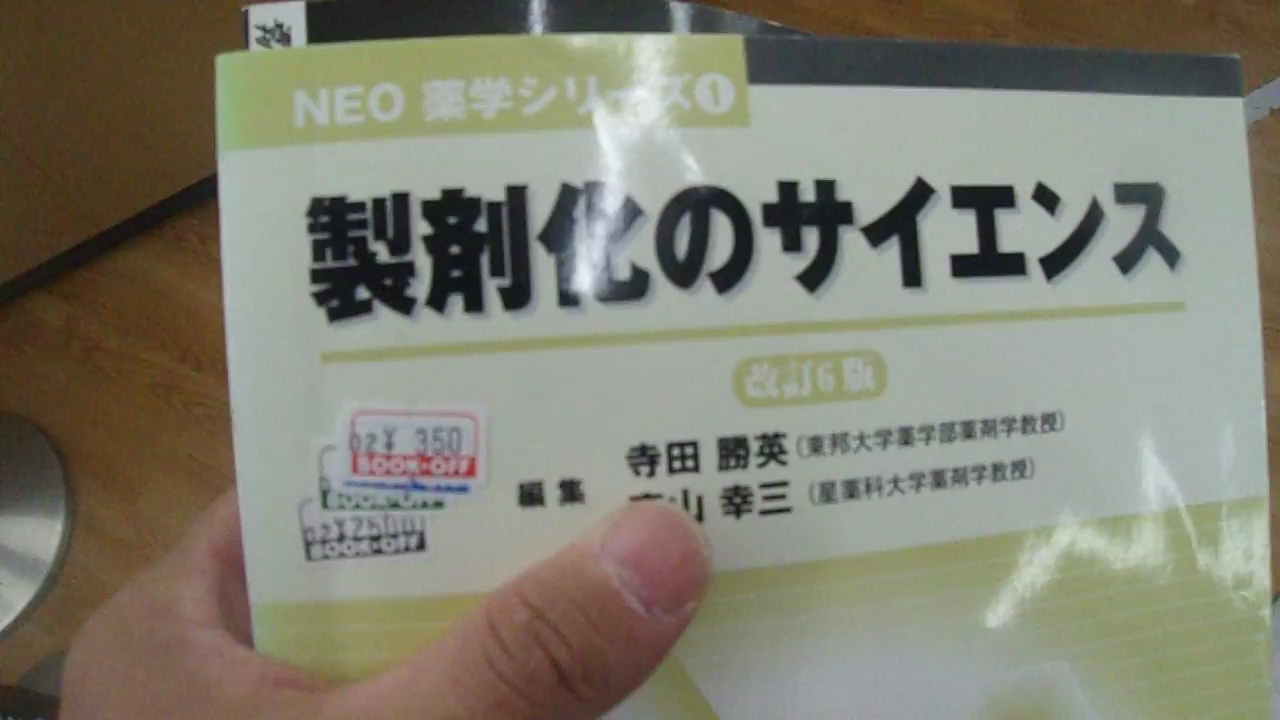 NEO 薬学シリーズ❶
製剤化のサイエンス
改訂6版
¥ 350
BOOK・OFF
BOOK・OFF
BOOK・OFF
編集
寺田 勝英(東邦大学薬学部薬剤学教授)
山 幸三(星薬科大学薬剤学教授)